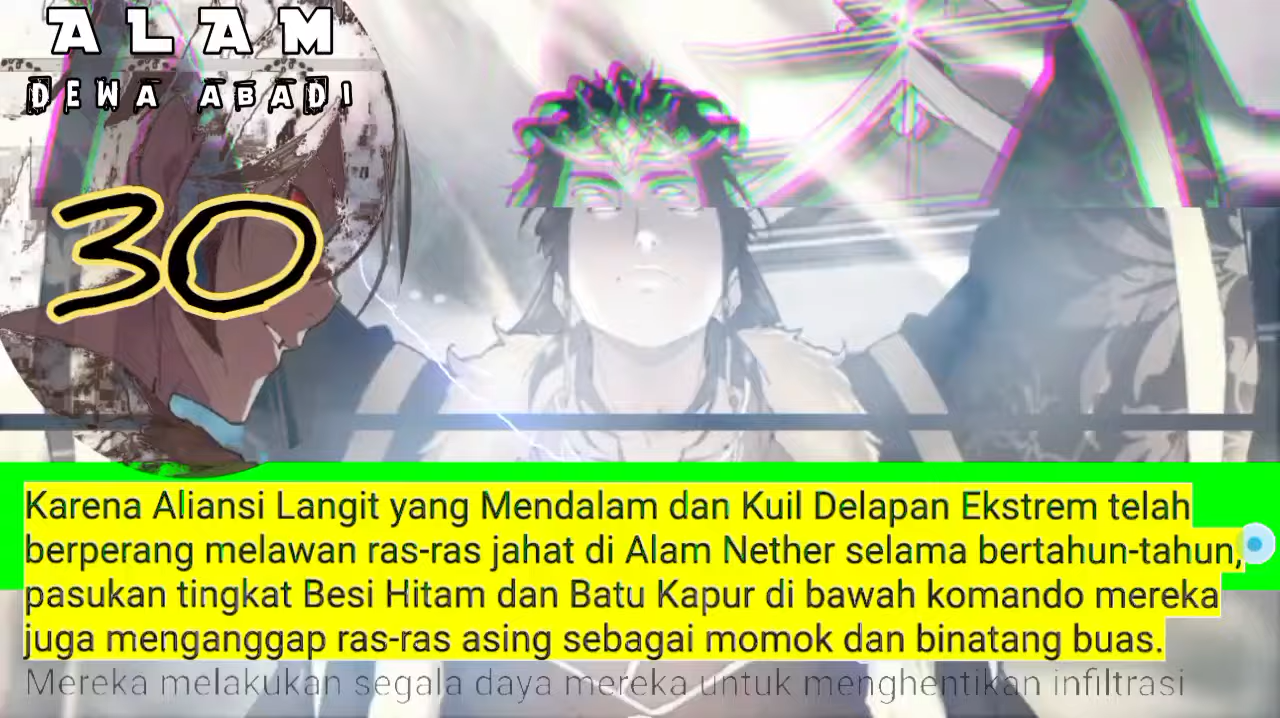 ALAM
DEWA ABADI
30
Karena Aliansi Langit yang Mendalam dan Kuil Delapan Ekstrem telah
berperang melawan ras-ras jahat di Alam Nether selama bertahun-tahun,
pasukan tingkat Besi Hitam dan Batu Kapur di bawah komando mereka
juga menganggap ras-ras asing sebagai momok dan binatang buas.
Mereka melakukan segala daya mereka untuk menghentikan infiltrasi